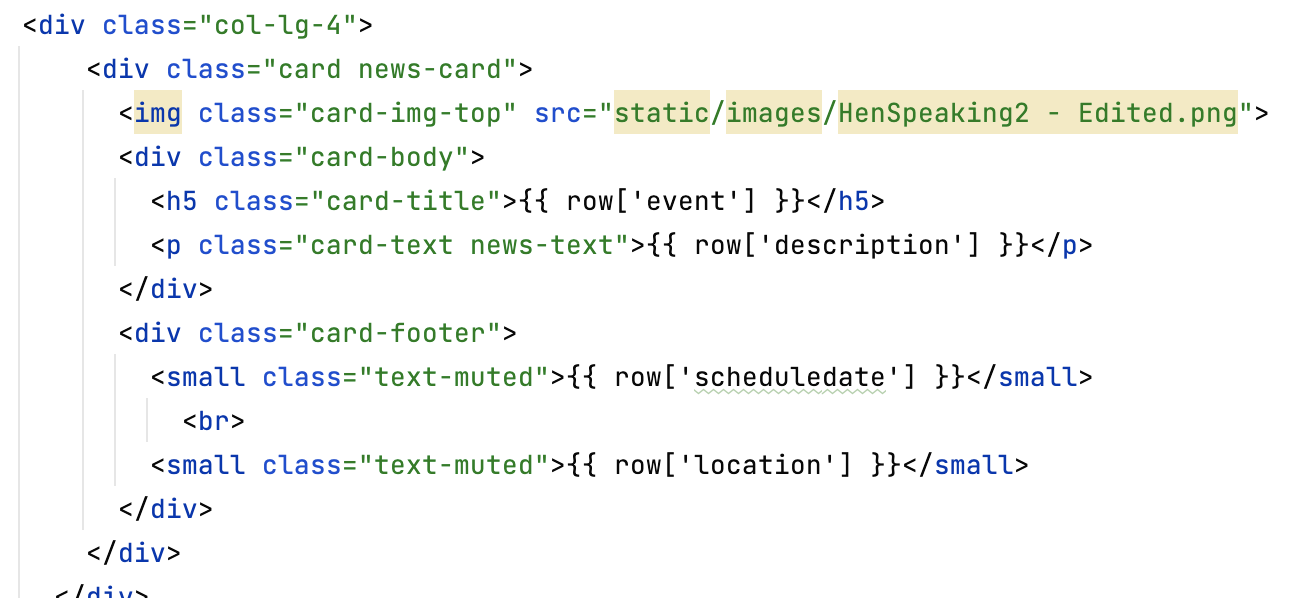 <div class="col-lg-4">
<div class="card news-card">
<img class="card-img-top" src="static/images/HenSpeaking2 - Edited.png">
<div class="card-body">
<h5 class="card-title">{{ row['event'] }}</h5>
<p class="card-text news-text">{{ row['description'] }}</p>
</div>
<div class="card-footer">
<small class="text-muted">{{ row['scheduledate'] }}</small>
<br>
<small class="text-muted">{{ row['location'] }}</small>
</div>
</div>
</div>